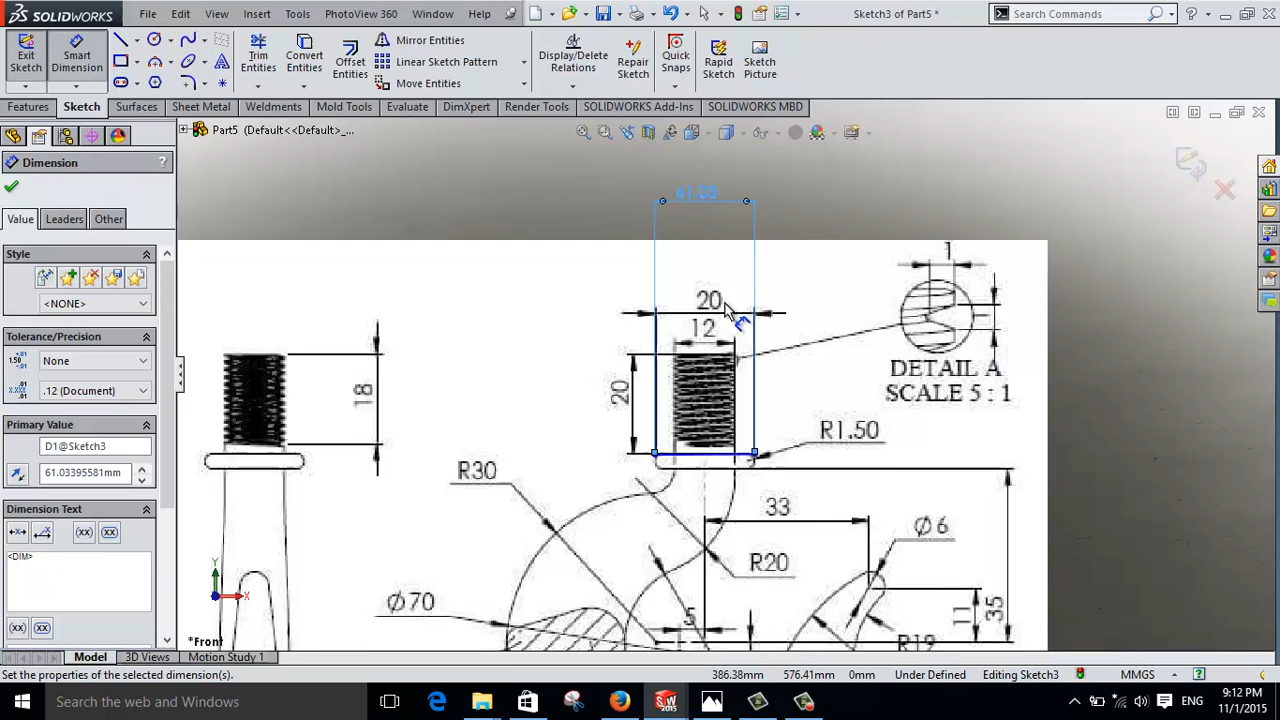 SOLIDWORKS File Edit View Insert Tools PhotoView 360 Window Help Sketch3 of Part5 * Search Commands
Exit Sketch Smart Dimension Trim Entities Convert Entities Offset Entities Mirror Entities Linear Sketch Pattern Move Entities Display/Delete Relations Repair Sketch Quick Snaps Rapid Sketch Sketch Picture
Features Sketch Surfaces Sheet Metal Weldments Mold Tools Evaluate DimXpert Render Tools SOLIDWORKS Add-Ins SOLIDWORKS MBD
Part5 (Default<<Default>_...
Dimension ?
Value Leaders Other
Style
<NONE>
Tolerance/Precision
None
.12 (Document)
Primary Value
D1@Sketch3
61.03395581mm
Dimension Text
<DIM>
61.03
20
12
18
20
1
1
DETAIL A
SCALE 5 : 1
R1.50
R30
33
Ø 6
R20
Ø70
5
11
35
R19
Y
X
*Front
Model 3D Views Motion Study 1
Set the properties of the selected dimension(s). 386.38mm 576.41mm 0mm Under Defined Editing Sketch3 MMGS
Search the web and Windows ENG 9:12 PM
11/1/2015